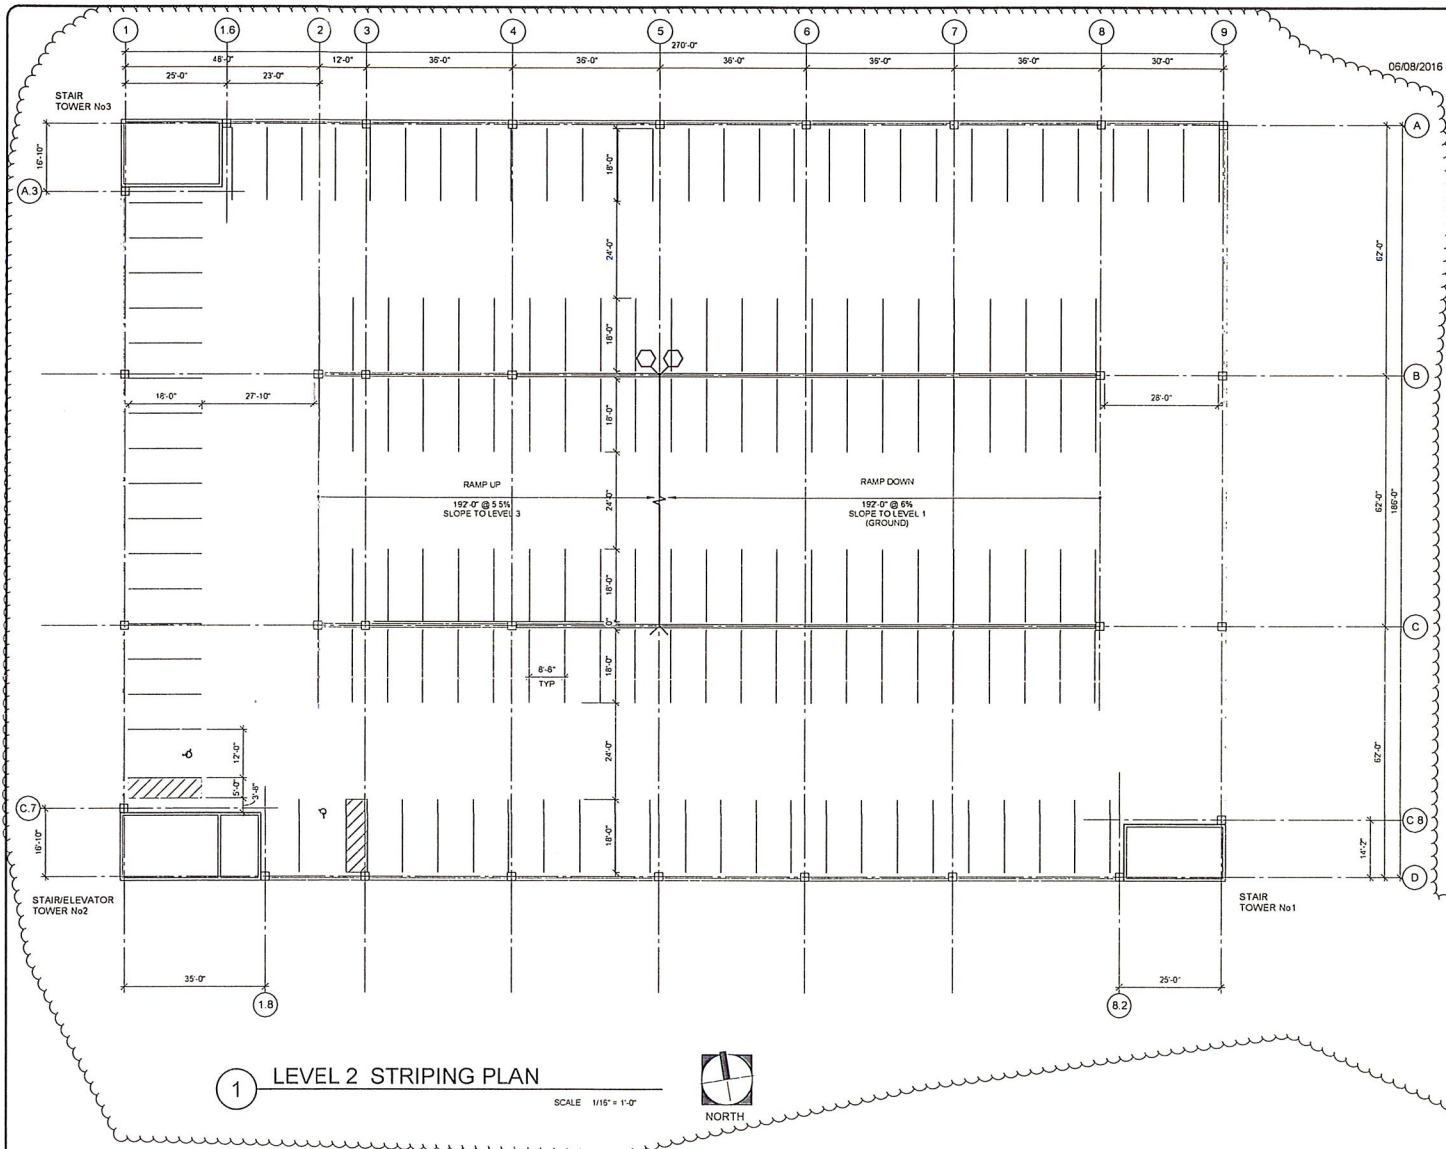 1 1.6 2 3 4 5 6 7 8 9
270'-0"
48'-0" 12'-0" 36'-0" 36'-0" 36'-0" 36'-0" 36'-0" 30'-0"
25'-0" 23'-0"
06/08/2016
STAIR
TOWER No3
A
16'-10"
18'-0"
A.3
62'-0"
24'-0"
18'-0"
B
18'-0" 27'-10" 28'-0"
18'-0"
RAMP UP
192'-0" @ 5.5%
SLOPE TO LEVEL 3
24'-0"
RAMP DOWN
192'-0" @ 6%
SLOPE TO LEVEL 1
(GROUND)
62'-0"
186'-0"
18'-0"
C
8'-8"
TYP
18'-0"
12'-0"
24'-0"
62'-0"
5'-0"
3'-8"
C.7
C.8
16'-10"
18'-0"
14'-2"
D
STAIR/ELEVATOR
TOWER No2
STAIR
TOWER No1
35'-0" 25'-0"
1.8 8.2
1 LEVEL 2 STRIPING PLAN
SCALE 1/16" = 1'-0"
NORTH